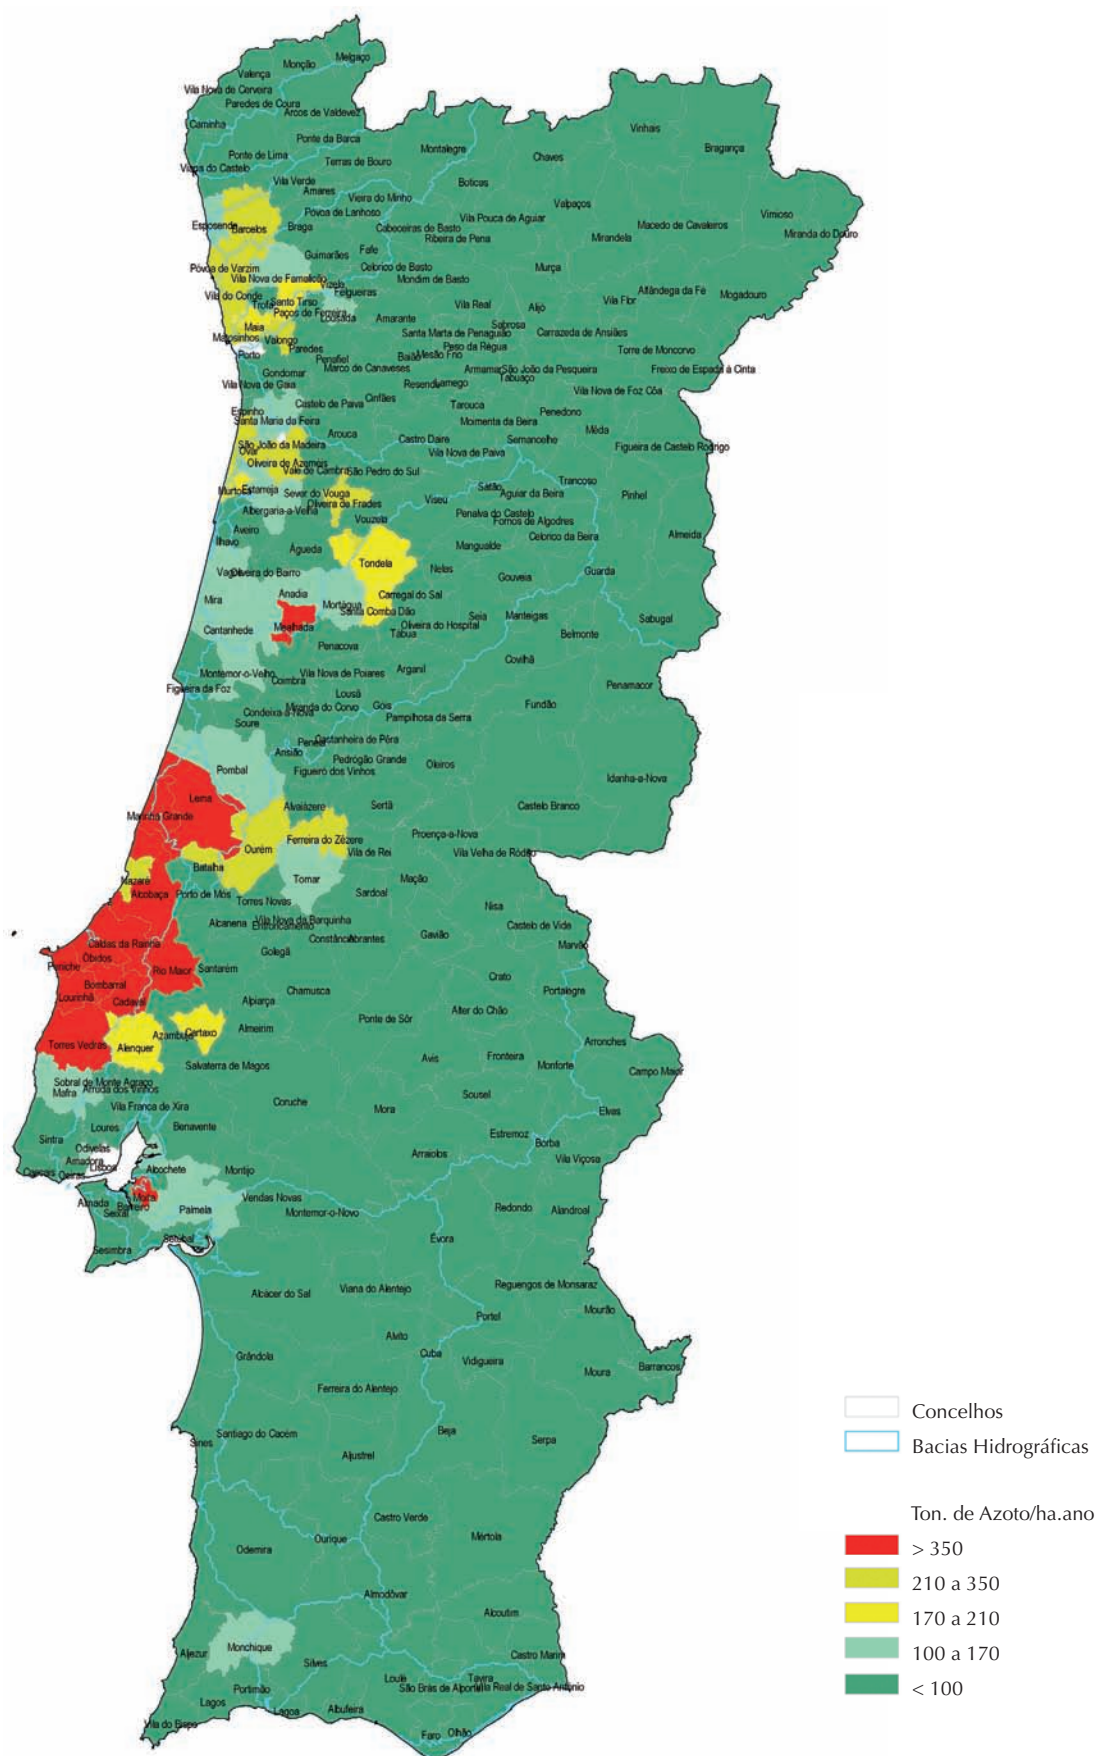 Melgaço
Monção
Valença
Vila Nova de Cerveira
Paredes de Coura
Arcos de Valdevez
Caminha
Vinhais
Ponte da Barca
Bragança
Montalegre
Ponte de Lima
Chaves
Terras de Bouro
Viana do Castelo
Vila Verde
Boticas
Amares
Vieira do Minho
Valpaços
Póvoa de Lanhoso
Vimioso
Vila Pouca de Aguiar
Esposende
Barcelos
Braga
Cabeceiras de Basto
Macedo de Cavaleiros
Miranda do Douro
Ribeira de Pena
Mirandela
Fafe
Guimarães
Póvoa de Varzim
Celorico de Basto
Murça
Vila Nova de Famalicão
Mondim de Basto
Vizela
Felgueiras
Alfândega da Fé
Mogadouro
Vila do Conde
Santo Tirso
Trofa
Vila Real
Alijó
Vila Flor
Paços de Ferreira
Lousada
Amarante
Maia
Sabrosa
Santa Marta de Penaguião
Carrazeda de Ansiães
Matosinhos
Valongo
Peso da Régua
Paredes
Torre de Moncorvo
Porto
Penafiel
Baião
Mesão Frio
Marco de Canaveses
Armamar
São João da Pesqueira
Freixo de Espada à Cinta
Gondomar
Tabuaço
Vila Nova de Gaia
Resende
Lamego
Vila Nova de Foz Côa
Castelo de Paiva
Cinfães
Tarouca
Espinho
Penedono
Santa Maria da Feira
Moimenta da Beira
Mêda
Arouca
Castro Daire
Sernancelhe
São João da Madeira
Figueira de Castelo Rodrigo
Ovar
Vila Nova de Paiva
Oliveira de Azeméis
Vale de Cambra
São Pedro do Sul
Trancoso
Murtosa
Estarreja
Sever do Vouga
Sátão
Aguiar da Beira
Pinhel
Viseu
Oliveira de Frades
Albergaria-a-Velha
Penalva do Castelo
Vouzela
Fornos de Algodres
Aveiro
Celorico da Beira
Almeida
Ílhavo
Águeda
Mangualde
Tondela
Nelas
Guarda
Vagos
Oliveira do Bairro
Gouveia
Anadia
Carregal do Sal
Mira
Mortágua
Santa Comba Dão
Seia
Manteigas
Sabugal
Mealhada
Oliveira do Hospital
Cantanhede
Tábua
Belmonte
Penacova
Covilhã
Arganil
Montemor-o-Velho
Vila Nova de Poiares
Coimbra
Penamacor
Figueira da Foz
Lousã
Góis
Fundão
Miranda do Corvo
Condeixa-a-Nova
Pampilhosa da Serra
Soure
Castanheira de Pêra
Penela
Ansião
Pedrógão Grande
Oleiros
Pombal
Figueiró dos Vinhos
Idanha-a-Nova
Leiria
Alvaiázere
Sertã
Castelo Branco
Marinha Grande
Proença-a-Nova
Ferreira do Zêzere
Ourém
Vila de Rei
Vila Velha de Ródão
Batalha
Nazaré
Tomar
Mação
Alcobaça
Porto de Mós
Sardoal
Torres Novas
Nisa
Alcanena
Vila Nova da Barquinha
Entroncamento
Castelo de Vide
Constância
Abrantes
Gavião
Caldas da Rainha
Marvão
Golegã
Óbidos
Peniche
Rio Maior
Santarém
Crato
Bombarral
Chamusca
Portalegre
Lourinhã
Cadaval
Alpiarça
Alter do Chão
Ponte de Sôr
Azambuja
Cartaxo
Almeirim
Torres Vedras
Alenquer
Arronches
Avis
Fronteira
Salvaterra de Magos
Monforte
Campo Maior
Sobral de Monte Agraço
Mafra
Arruda dos Vinhos
Sousel
Coruche
Vila Franca de Xira
Mora
Elvas
Loures
Benavente
Estremoz
Sintra
Borba
Odivelas
Arraiolos
Vila Viçosa
Amadora
Lisboa
Cascais
Oeiras
Alcochete
Montijo
Moita
Vendas Novas
Almada
Barreiro
Seixal
Palmela
Montemor-o-Novo
Redondo
Alandroal
Setúbal
Évora
Sesimbra
Reguengos de Monsaraz
Alcácer do Sal
Viana do Alentejo
Mourão
Portel
Alvito
Cuba
Grândola
Vidigueira
Barrancos
Moura
Ferreira do Alentejo
Concelhos
Santiago do Cacém
Beja
Sines
Serpa
Bacias Hidrográficas
Aljustrel
Castro Verde
Ton. de Azoto/ha.ano
Ourique
Mértola
Odemira
> 350
210 a 350
Almodôvar
Alcoutim
170 a 210
Monchique
Aljezur
Castro Marim
100 a 170
Silves
Loulé
Tavira
São Brás de Alportel
Vila Real de Santo António
Portimão
< 100
Lagos
Lagoa
Albufeira
Vila do Bispo
Faro
Olhão